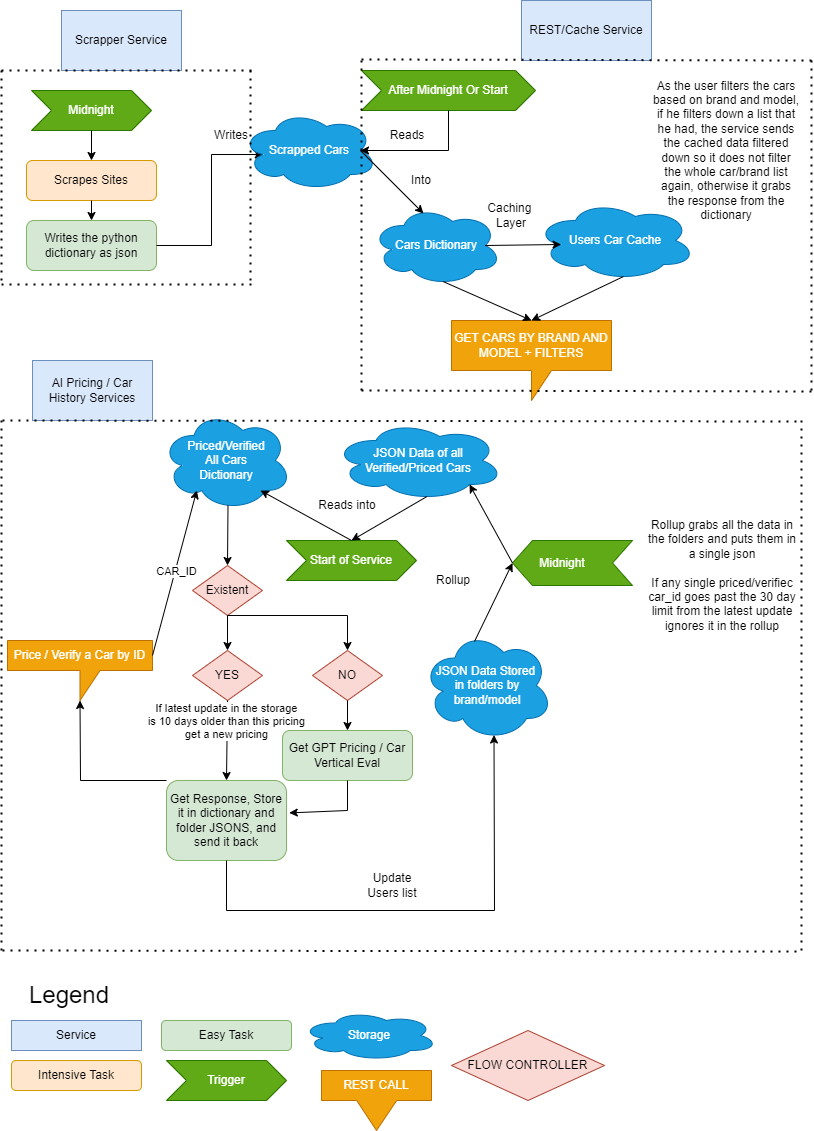 Scrapper Service
REST/Cache Service
Midnight
Scrapes Sites
Writes the python
dictionary as json
Writes
Scrapped Cars
After Midnight Or Start
Reads
Into
Cars Dictionary
Caching
Layer
Users Car Cache
GET CARS BY BRAND AND
MODEL + FILTERS
As the user filters the cars
based on brand and model,
if he filters down a list that
he had, the service sends
the cached data filtered
down so it does not filter
the whole car/brand list
again, otherwise it grabs
the response from the
dictionary
AI Pricing / Car
History Services
Priced/Verified
All Cars
Dictionary
JSON Data of all
Verified/Priced Cars
Reads into
Start of Service
Midnight
Rollup
Rollup grabs all the data in
the folders and puts them in
a single json
If any single priced/verifiec
car_id goes past the 30 day
limit from the latest update
ignores it in the rollup
CAR_ID
Existent
Price / Verify a Car by ID
YES
NO
If latest update in the storage
is 10 days older than this pricing
get a new pricing
Get GPT Pricing / Car
Vertical Eval
JSON Data Stored
in folders by
brand/model
Get Response, Store
it in dictionary and
folder JSONS, and
send it back
Update
Users list
Legend
Service
Easy Task
Storage
FLOW CONTROLLER
Intensive Task
Trigger
REST CALL